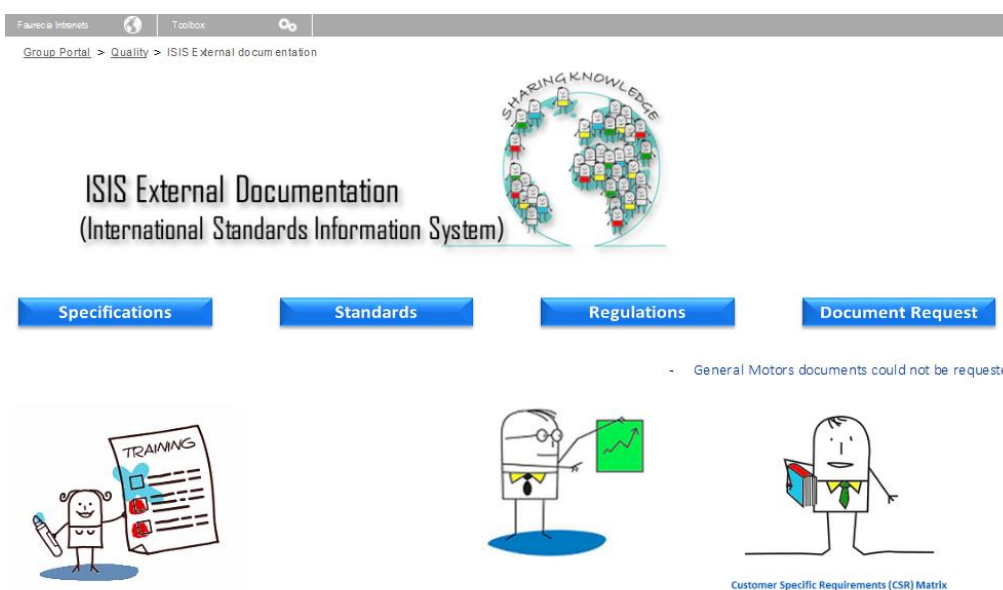 Faurecia Intranets
Toolbox
Group Portal > Quality > ISIS External documentation
SHARING KNOWLEDGE
ISIS External Documentation
(International Standards Information System)
Specifications
Standards
Regulations
Document Request
- General Motors documents could not be requeste
TRAINING
Customer Specific Requirements (CSR) Matrix